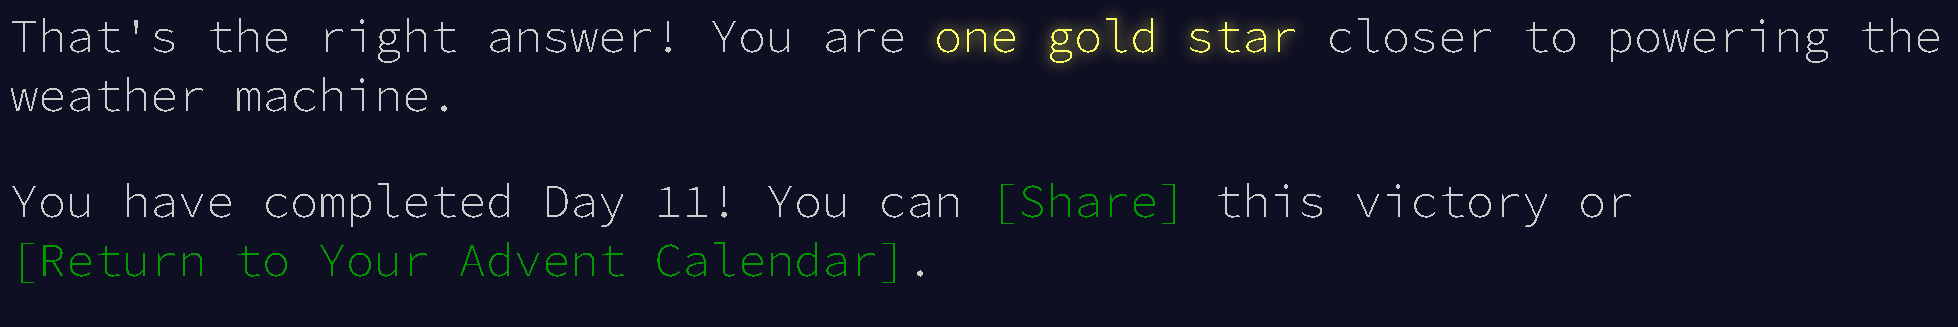 That's the right answer! You are one gold star closer to powering the
weather machine.
You have completed Day 11! You can [Share] this victory or
[Return to Your Advent Calendar].